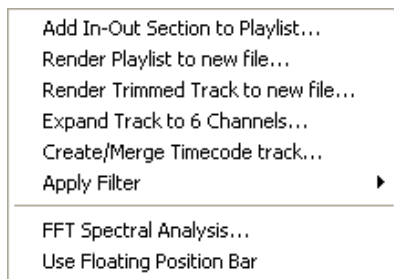 Add In-Out Section to Playlist...
Render Playlist to new file...
Render Trimmed Track to new file...
Expand Track to 6 Channels...
Create/Merge Timecode track...
Apply Filter
FFT Spectral Analysis...
Use Floating Position Bar